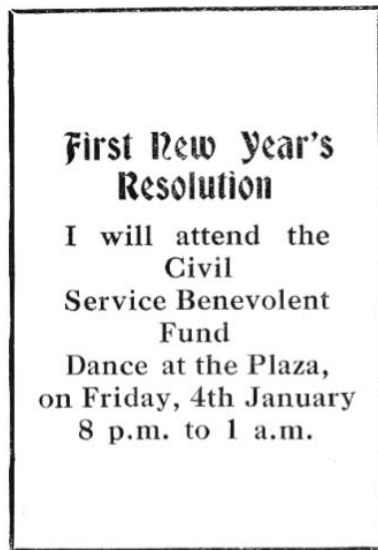 First New Year's
Resolution
I will attend the
Civil
Service Benevolent
Fund
Dance at the Plaza,
on Friday, 4th January
8 p.m. to 1 a.m.